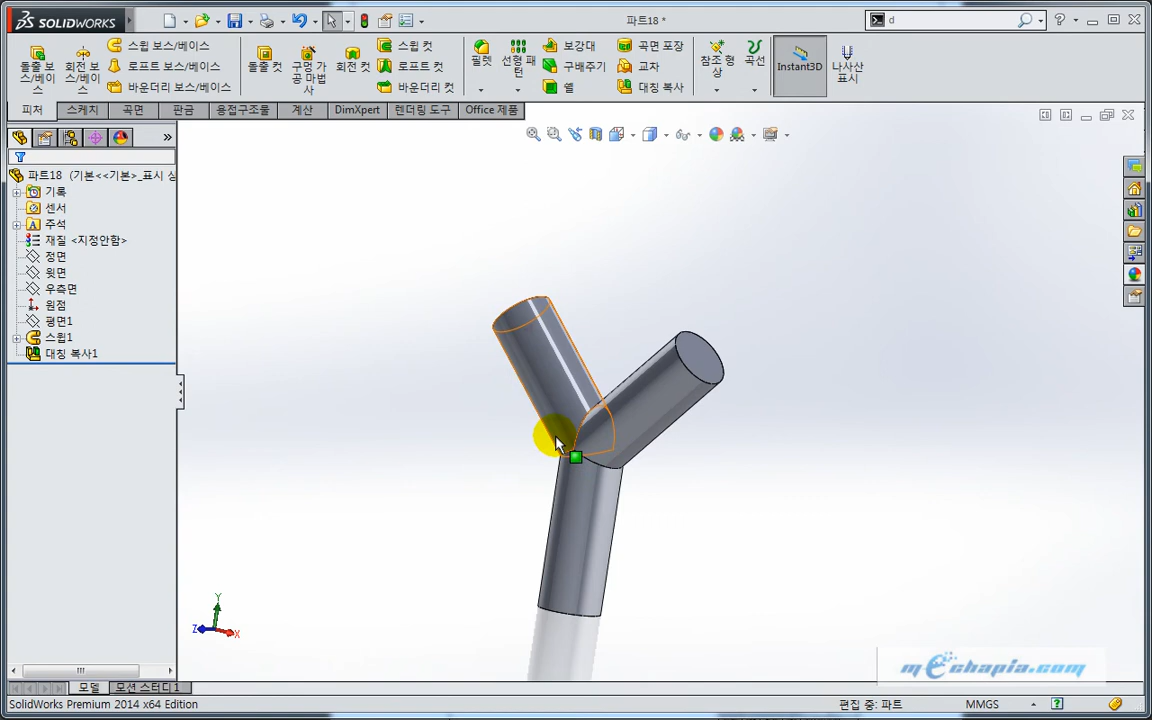 SOLIDWORKS
파트18 *
d
돌출 보스/베이스
회전 보스/베이스
스윕 보스/베이스
로프트 보스/베이스
바운더리 보스/베이스
돌출 컷
구멍 가공 마법사
회전 컷
스윕 컷
로프트 컷
바운더리 컷
필렛
선형 패턴
보강대
구배주기
쉘
곡면 포장
교차
대칭 복사
참조 형상
곡선
Instant3D
나사산 표시
피처
스케치
곡면
판금
용접구조물
계산
DimXpert
렌더링 도구
Office 제품
파트18 (기본<<기본>_표시 상
기록
센서
주석
재질 <지정안함>
정면
윗면
우측면
원점
평면1
스윕1
대칭 복사1
Y
Z
X
mechapia.com
모델
모션 스터디 1
SolidWorks Premium 2014 x64 Edition
편집 중: 파트
MMGS